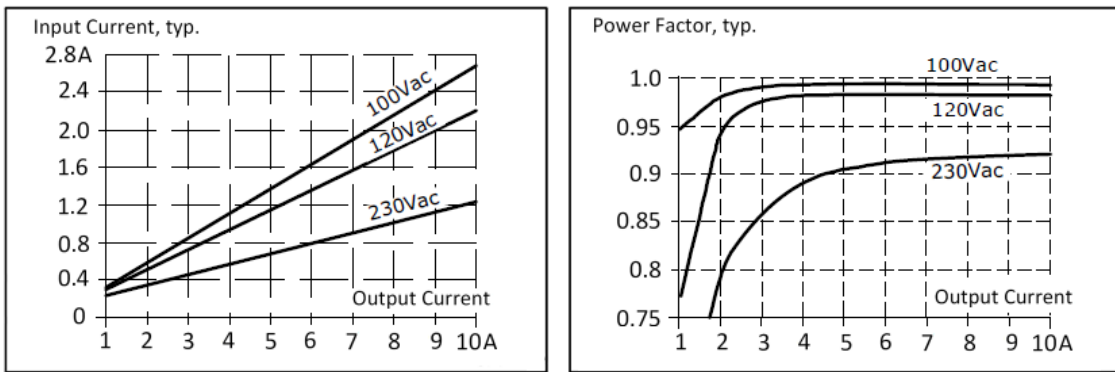 Input Current, typ.
2.8A
2.4
2.0
1.6
1.2
0.8
0.4
0
100Vac
120Vac
230Vac
Output Current
1 2 3 4 5 6 7 8 9 10A
Power Factor, typ.
1.0
0.95
0.9
0.85
0.8
0.75
100Vac
120Vac
230Vac
Output Current
1 2 3 4 5 6 7 8 9 10A